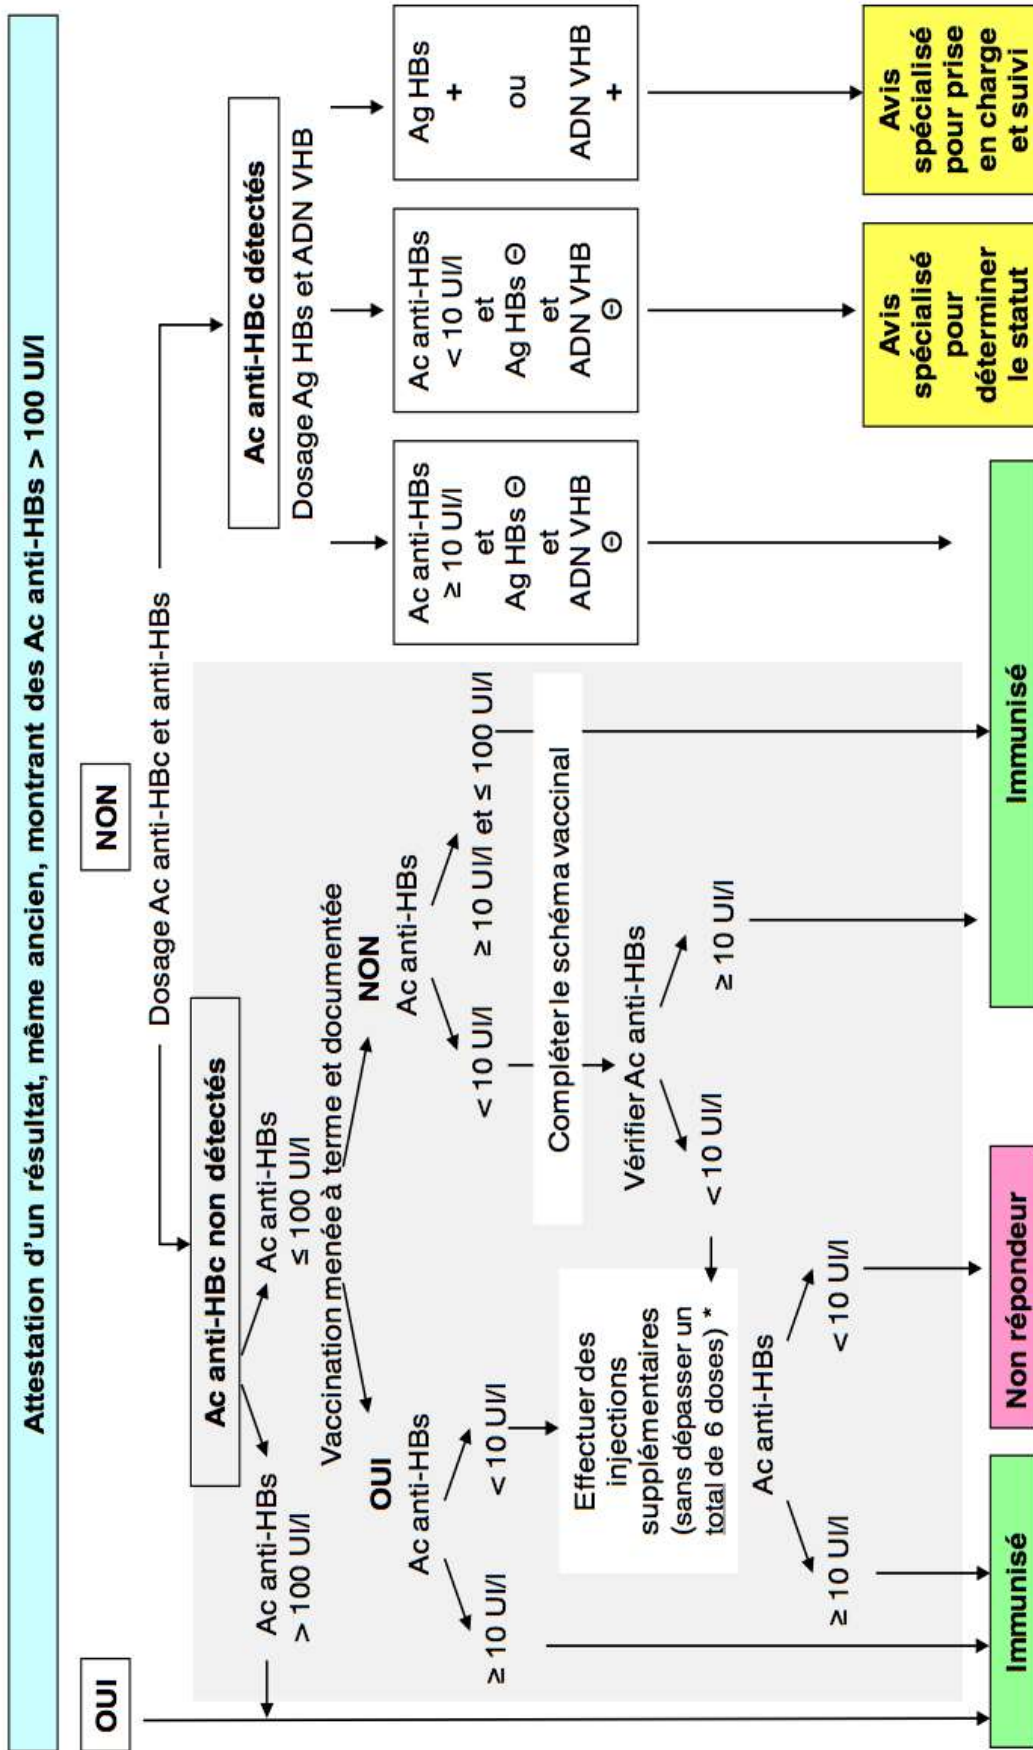 Attestation d'un résultat, même ancien, montrant des Ac anti-HBs > 100 UI/l
OUI
NON
Dosage Ac anti-HBc et anti-HBs
Ac anti-HBc non détectés
Ac anti-HBs
> 100 UI/l
Ac anti-HBs
≤ 100 UI/l
Vaccination menée à terme et documentée
OUI
Ac anti-HBs
≥ 10 UI/l
< 10 UI/l
NON
Ac anti-HBs
< 10 UI/l
≥ 10 UI/l et ≤ 100 UI/l
Compléter le schéma vaccinal
Vérifier Ac anti-HBs
< 10 UI/l
≥ 10 UI/l
Effectuer des
injections
supplémentaires
(sans dépasser un
total de 6 doses) *
Ac anti-HBs
≥ 10 UI/l
< 10 UI/l
Ac anti-HBc détectés
Dosage Ag HBs et ADN VHB
Ac anti-HBs
≥ 10 UI/l
et
Ag HBs ⊖
et
ADN VHB
⊖
Ac anti-HBs
< 10 UI/l
et
Ag HBs ⊖
et
ADN VHB
⊖
Ag HBs
+
ou
ADN VHB
+
Immunisé
Non répondeur
Immunisé
Avis
spécialisé
pour
déterminer
le statut
Avis
spécialisé
pour prise
en charge
et suivi